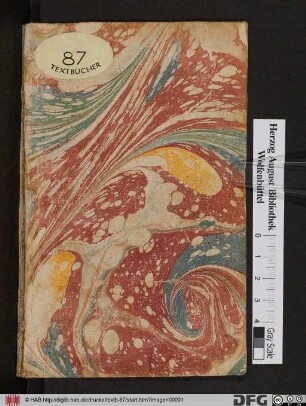 87
TEXTBÜCHER
Herzog August Bibliothek
Wolfenbüttel
0
1
2
3
4
Gray Scale
© HAB http://diglib.hab.de/drucke/textb-87/start.htm?image=00001
DFG